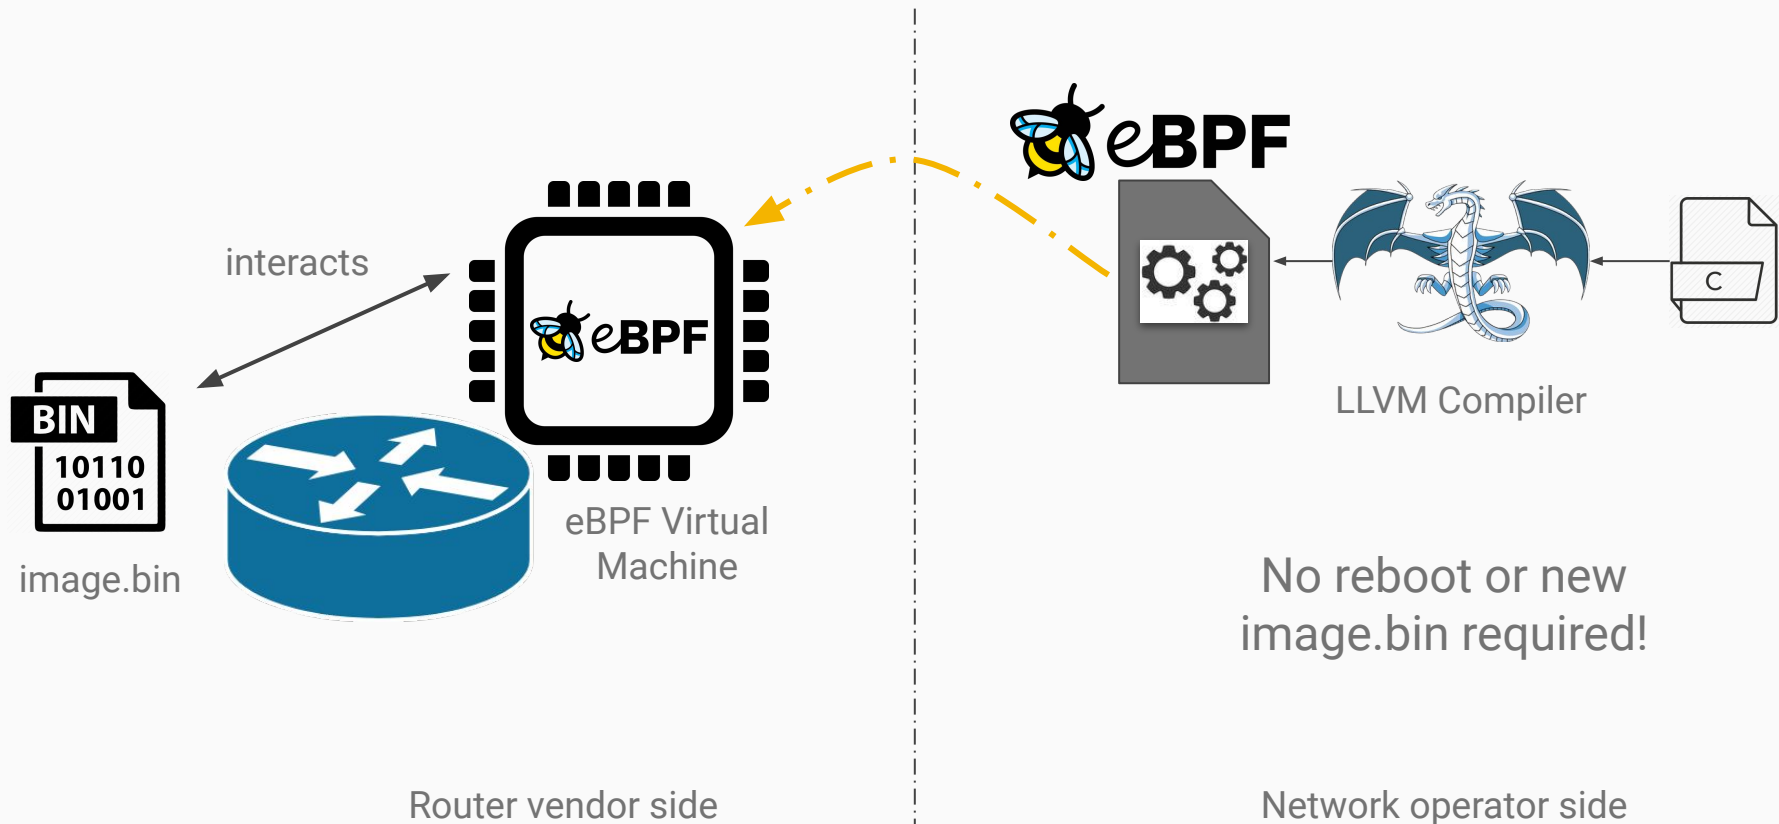 eBPF
interacts
eBPF
C
LLVM Compiler
BIN
10110
01001
image.bin
eBPF Virtual
Machine
No reboot or new
image.bin required!
Router vendor side
Network operator side